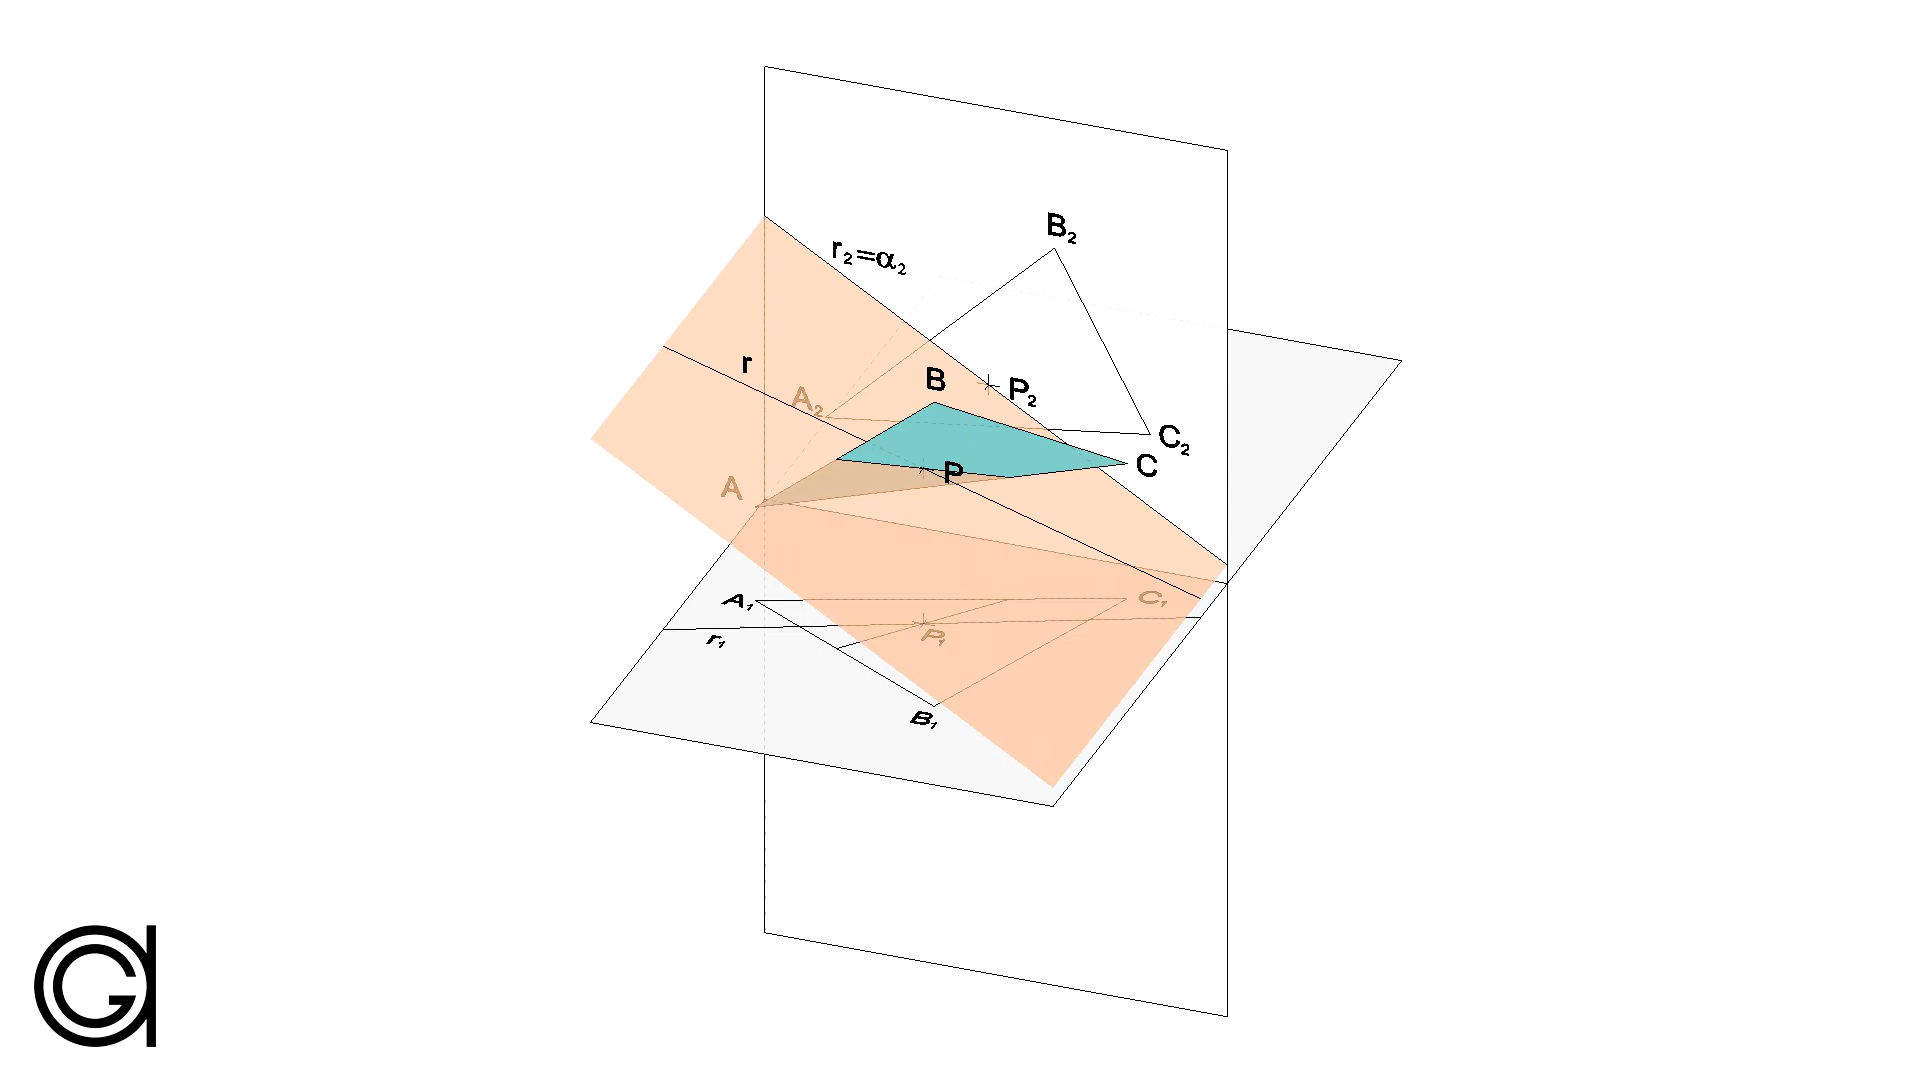 B₂
r₂=α₂
r
B
P₂
A₂
C₂
C
P
A
A₁
C₁
r₁
P₁
B₁